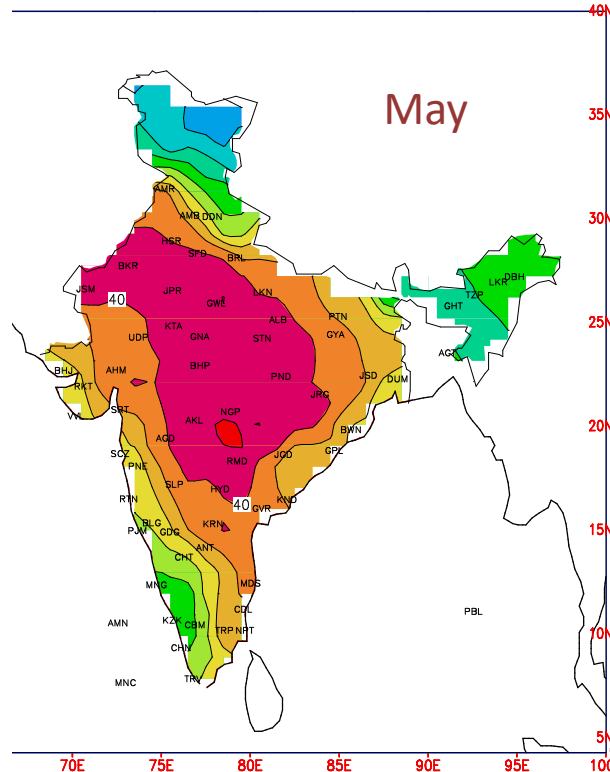 40N
May
35N
30N
AMR
AMB DDN
HSR
SFD BRL
BKR
JSM JPR LKN
40 GWL
LKR DBH
TZP
GHT
25N
ALB PTN
KTA
UDP GNA STN GYA
AGT
BHP
BHJ AHM PND JSD DUM
RKT
JRG
20N
VVL SRT NGP
AKL
BWN
AGD
SCZ JGD GPL
PNE RMD
SLP HYD
RTN KND
40 GVR
15N
BLG KRN
PJM GDG
ANT
CHT
MNG MDS
CDL PBL
AMN KZK CBM
10N
TRP NPT
CHN
MNC TRV
5N
70E 75E 80E 85E 90E 95E 100